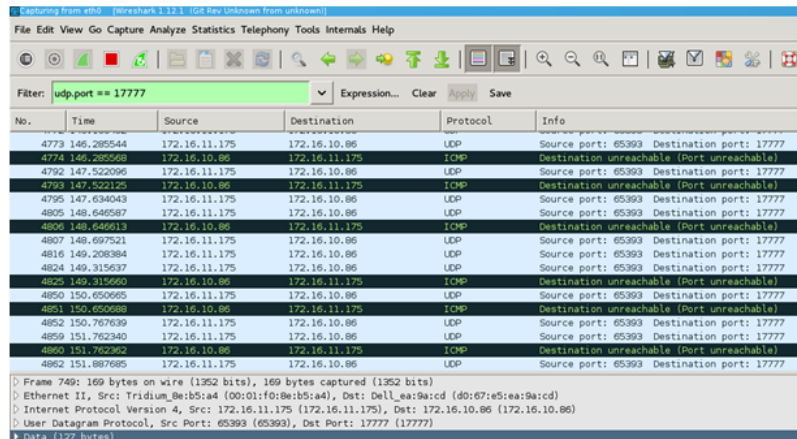 Capturing from eth0 [Wireshark 1.12.1 (Git Rev Unknown from unknown)]
File Edit View Go Capture Analyze Statistics Telephony Tools Internals Help
Filter: udp.port == 17777 Expression... Clear Apply Save
No. Time Source Destination Protocol Info
4773 146.285544 172.16.11.175 172.16.10.86 UDP Source port: 65393 Destination port: 17777
4774 146.285568 172.16.10.86 172.16.11.175 ICMP Destination unreachable (Port unreachable)
4792 147.522096 172.16.11.175 172.16.10.86 UDP Source port: 65393 Destination port: 17777
4793 147.522125 172.16.10.86 172.16.11.175 ICMP Destination unreachable (Port unreachable)
4795 147.634043 172.16.11.175 172.16.10.86 UDP Source port: 65393 Destination port: 17777
4805 148.646587 172.16.11.175 172.16.10.86 UDP Source port: 65393 Destination port: 17777
4806 148.646613 172.16.10.86 172.16.11.175 ICMP Destination unreachable (Port unreachable)
4807 148.697521 172.16.11.175 172.16.10.86 UDP Source port: 65393 Destination port: 17777
4816 149.208384 172.16.11.175 172.16.10.86 UDP Source port: 65393 Destination port: 17777
4824 149.315637 172.16.11.175 172.16.10.86 UDP Source port: 65393 Destination port: 17777
4825 149.315660 172.16.10.86 172.16.11.175 ICMP Destination unreachable (Port unreachable)
4850 150.650665 172.16.11.175 172.16.10.86 UDP Source port: 65393 Destination port: 17777
4851 150.650688 172.16.10.86 172.16.11.175 ICMP Destination unreachable (Port unreachable)
4852 150.767639 172.16.11.175 172.16.10.86 UDP Source port: 65393 Destination port: 17777
4859 151.762340 172.16.11.175 172.16.10.86 UDP Source port: 65393 Destination port: 17777
4860 151.762362 172.16.10.86 172.16.11.175 ICMP Destination unreachable (Port unreachable)
4862 151.887685 172.16.11.175 172.16.10.86 UDP Source port: 65393 Destination port: 17777
Frame 749: 169 bytes on wire (1352 bits), 169 bytes captured (1352 bits)
Ethernet II, Src: Tridium_8e:b5:a4 (00:01:f0:8e:b5:a4), Dst: Dell_ea:9a:cd (d0:67:e5:ea:9a:cd)
Internet Protocol Version 4, Src: 172.16.11.175 (172.16.11.175), Dst: 172.16.10.86 (172.16.10.86)
User Datagram Protocol, Src Port: 65393 (65393), Dst Port: 17777 (17777)
Data (127 bytes)